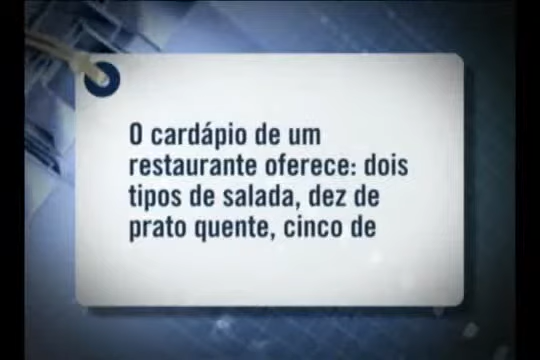 O cardápio de um
restaurante oferece: dois
tipos de salada, dez de
prato quente, cinco de